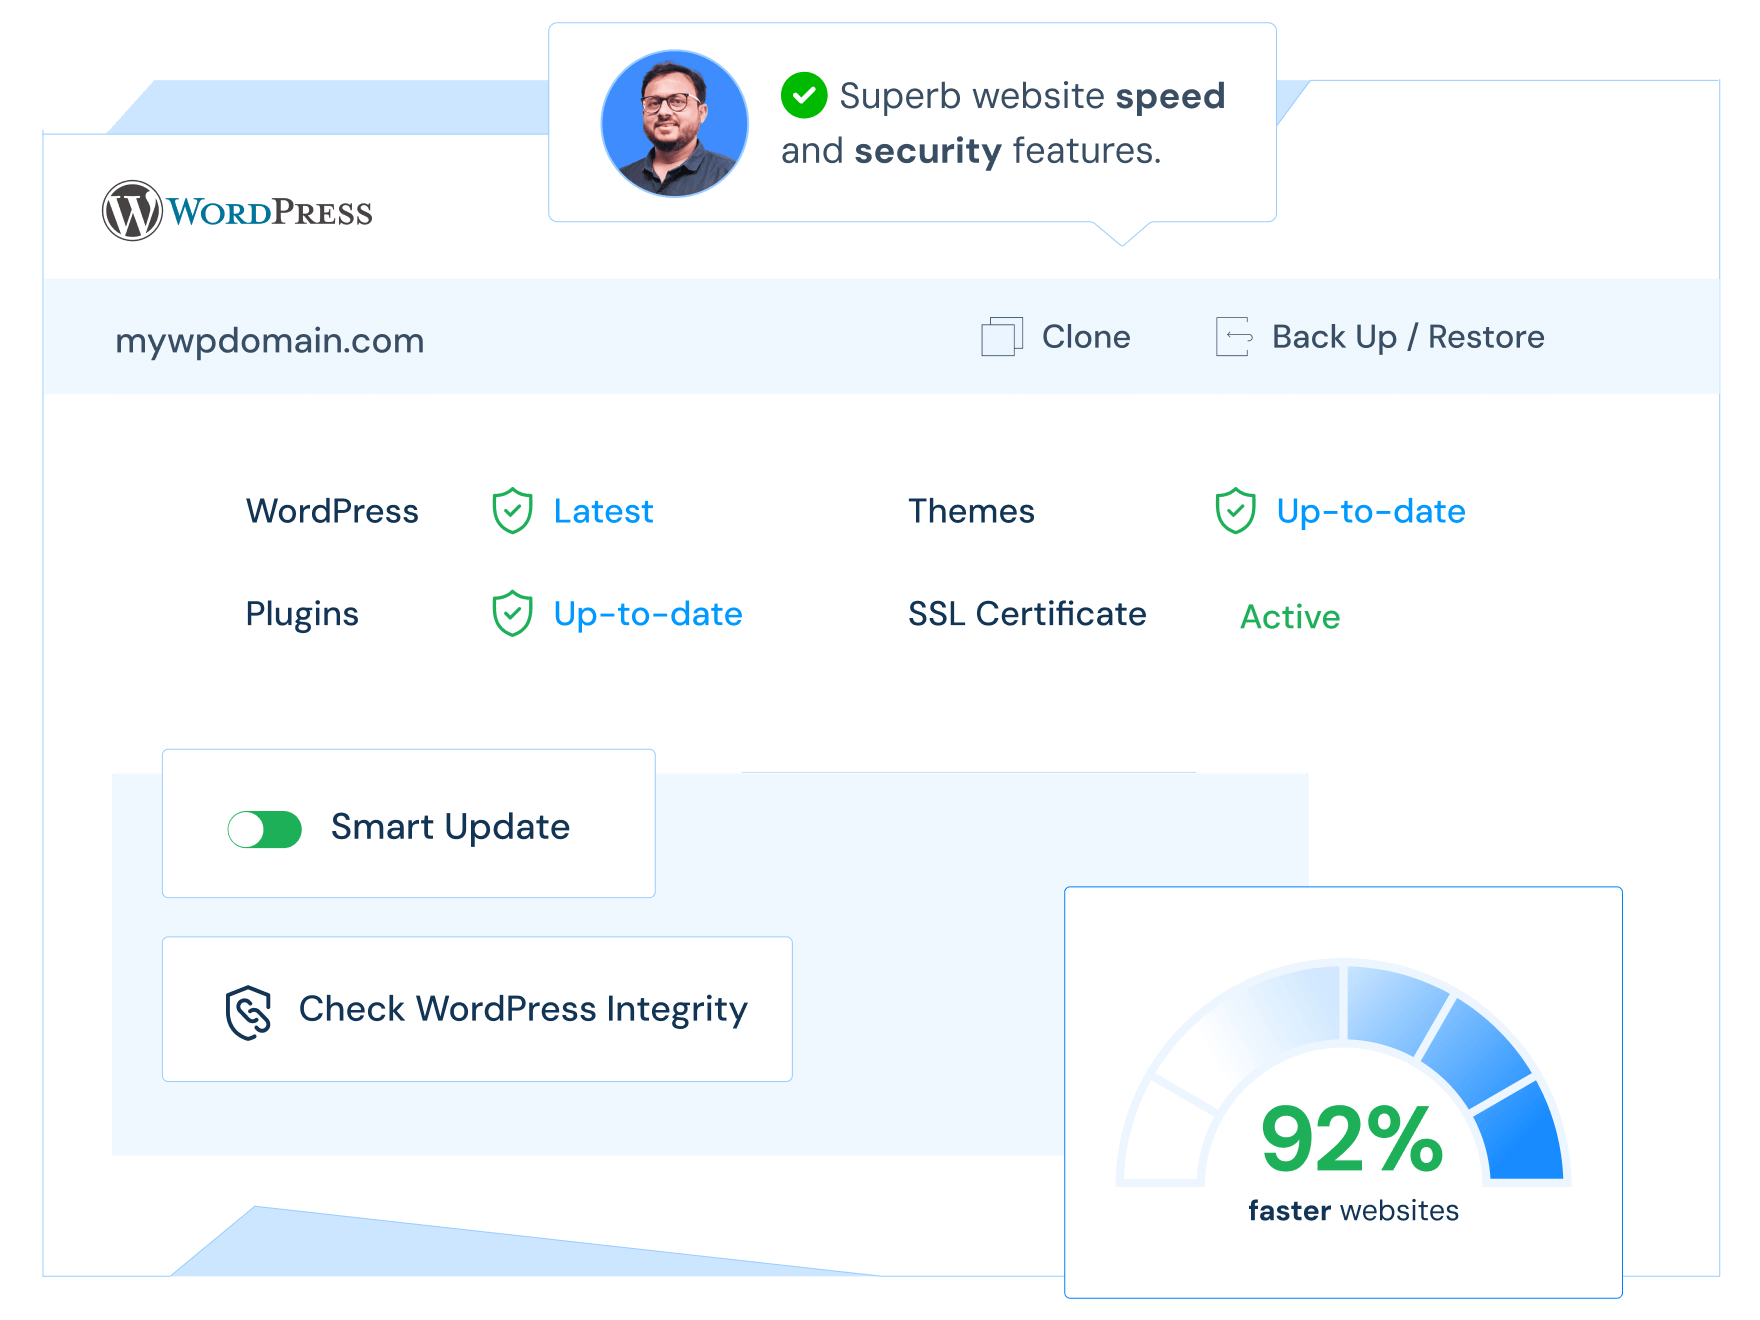 Superb website speed
and security features.
WORDPRESS
mywpdomain.com
Clone
Back Up / Restore
WordPress
Latest
Themes
Up-to-date
Plugins
Up-to-date
SSL Certificate
Active
Smart Update
Check WordPress Integrity
92%
faster websites